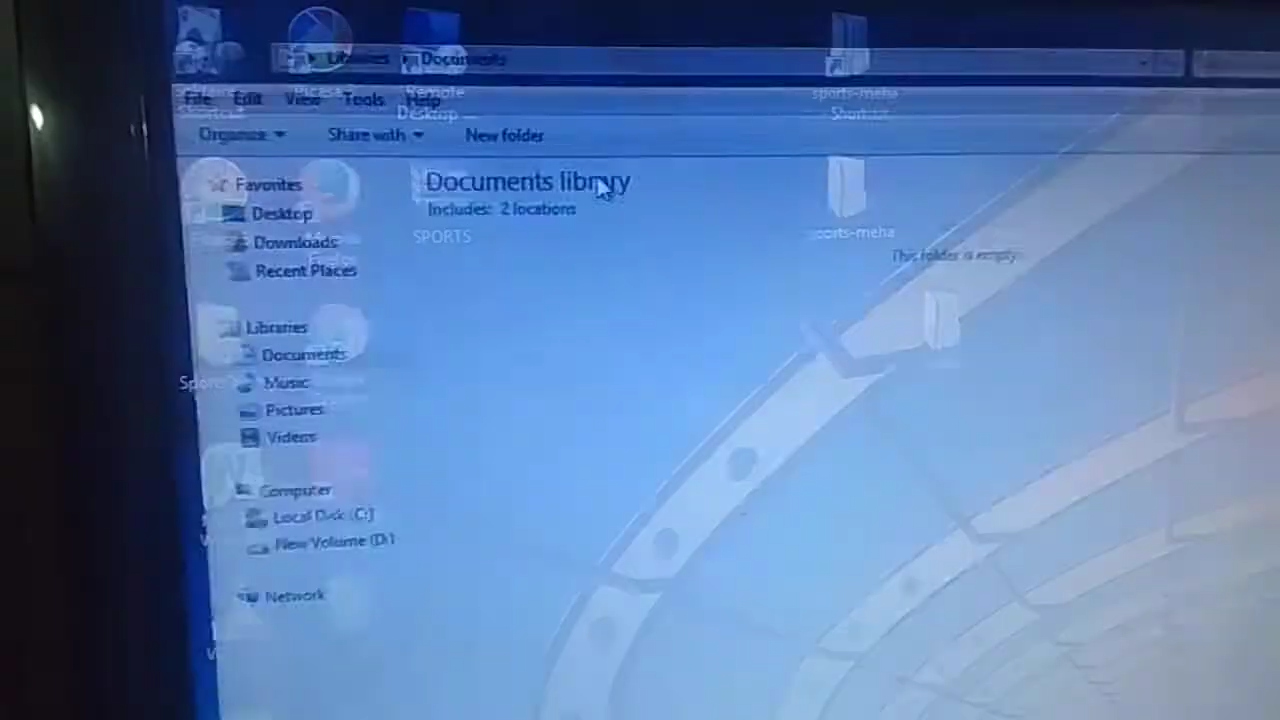 Libraries ▸ Documents
Remote
Desktop ...
sports-meha
Shortcut
File Edit View Tools Help
Organize Share with New folder
Documents library
Includes: 2 locations
SPORTS
sports-meha
This folder is empty.
Favorites
Desktop
Downloads
Recent Places
Libraries
Documents
Music
Pictures
Videos
Computer
Local Disk (C:)
New Volume (D:)
Network